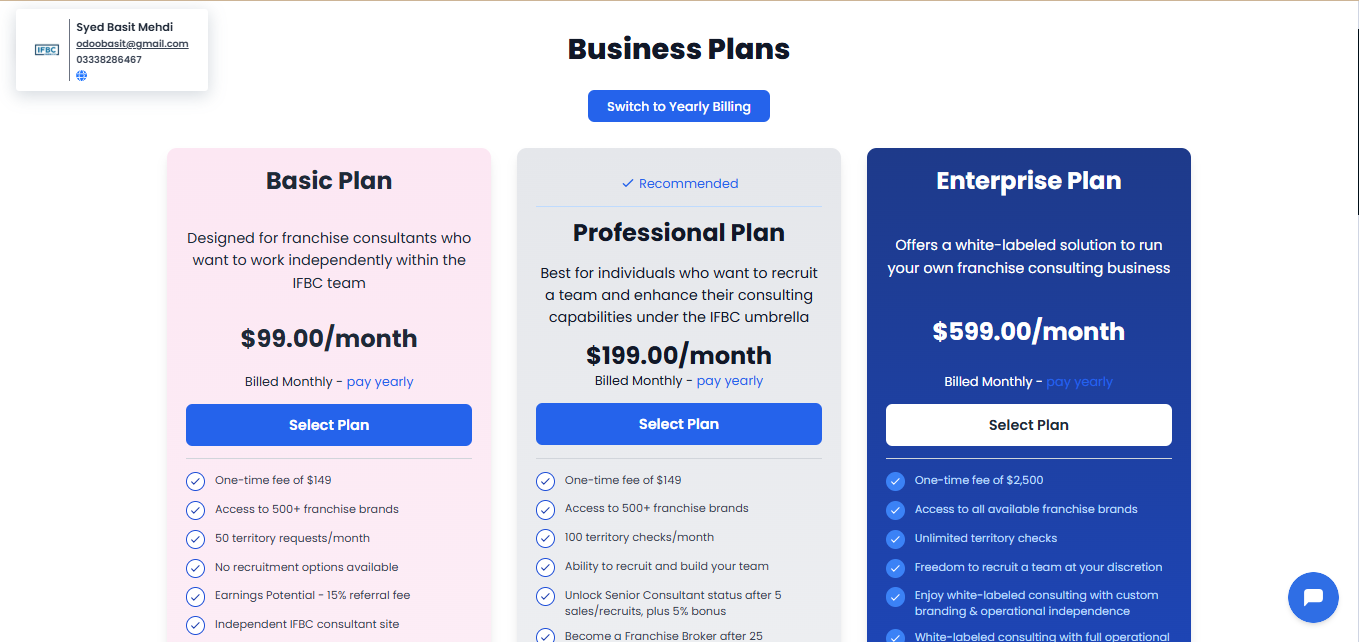 IFBC
Syed Basit Mehdi
odoobasit@gmail.com
03338286467
Business Plans
Switch to Yearly Billing
Basic Plan
Designed for franchise consultants who
want to work independently within the
IFBC team
$99.00/month
Billed Monthly - pay yearly
Select Plan
One-time fee of $149
Access to 500+ franchise brands
50 territory requests/month
No recruitment options available
Earnings Potential - 15% referral fee
Independent IFBC consultant site
Recommended
Professional Plan
Best for individuals who want to recruit
a team and enhance their consulting
capabilities under the IFBC umbrella
$199.00/month
Billed Monthly - pay yearly
Select Plan
One-time fee of $149
Access to 500+ franchise brands
100 territory checks/month
Ability to recruit and build your team
Unlock Senior Consultant status after 5
sales/recruits, plus 5% bonus
Become a Franchise Broker after 25
Enterprise Plan
Offers a white-labeled solution to run
your own franchise consulting business
$599.00/month
Billed Monthly - pay yearly
Select Plan
One-time fee of $2,500
Access to all available franchise brands
Unlimited territory checks
Freedom to recruit a team at your discretion
Enjoy white-labeled consulting with custom
branding & operational independence
White-labeled consulting with full operational